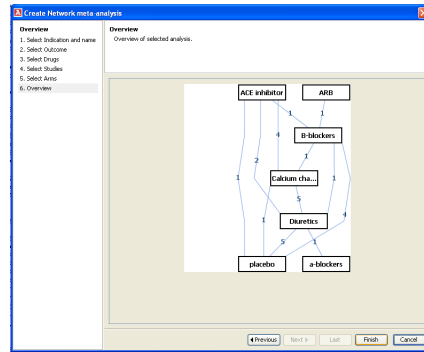 Create Network meta-analysis
Overview
1. Select Indication and name
2. Select Outcome
3. Select Drugs
4. Select Studies
5. Select Arms
6. Overview
Overview
Overview of selected analysis.
ACE inhibitor
ARB
1
1
4
B-blockers
2
1
1
Calcium cha...
1
5
1
Diuretics
4
5
1
placebo
a-blockers
Previous
Next
Last
Finish
Cancel